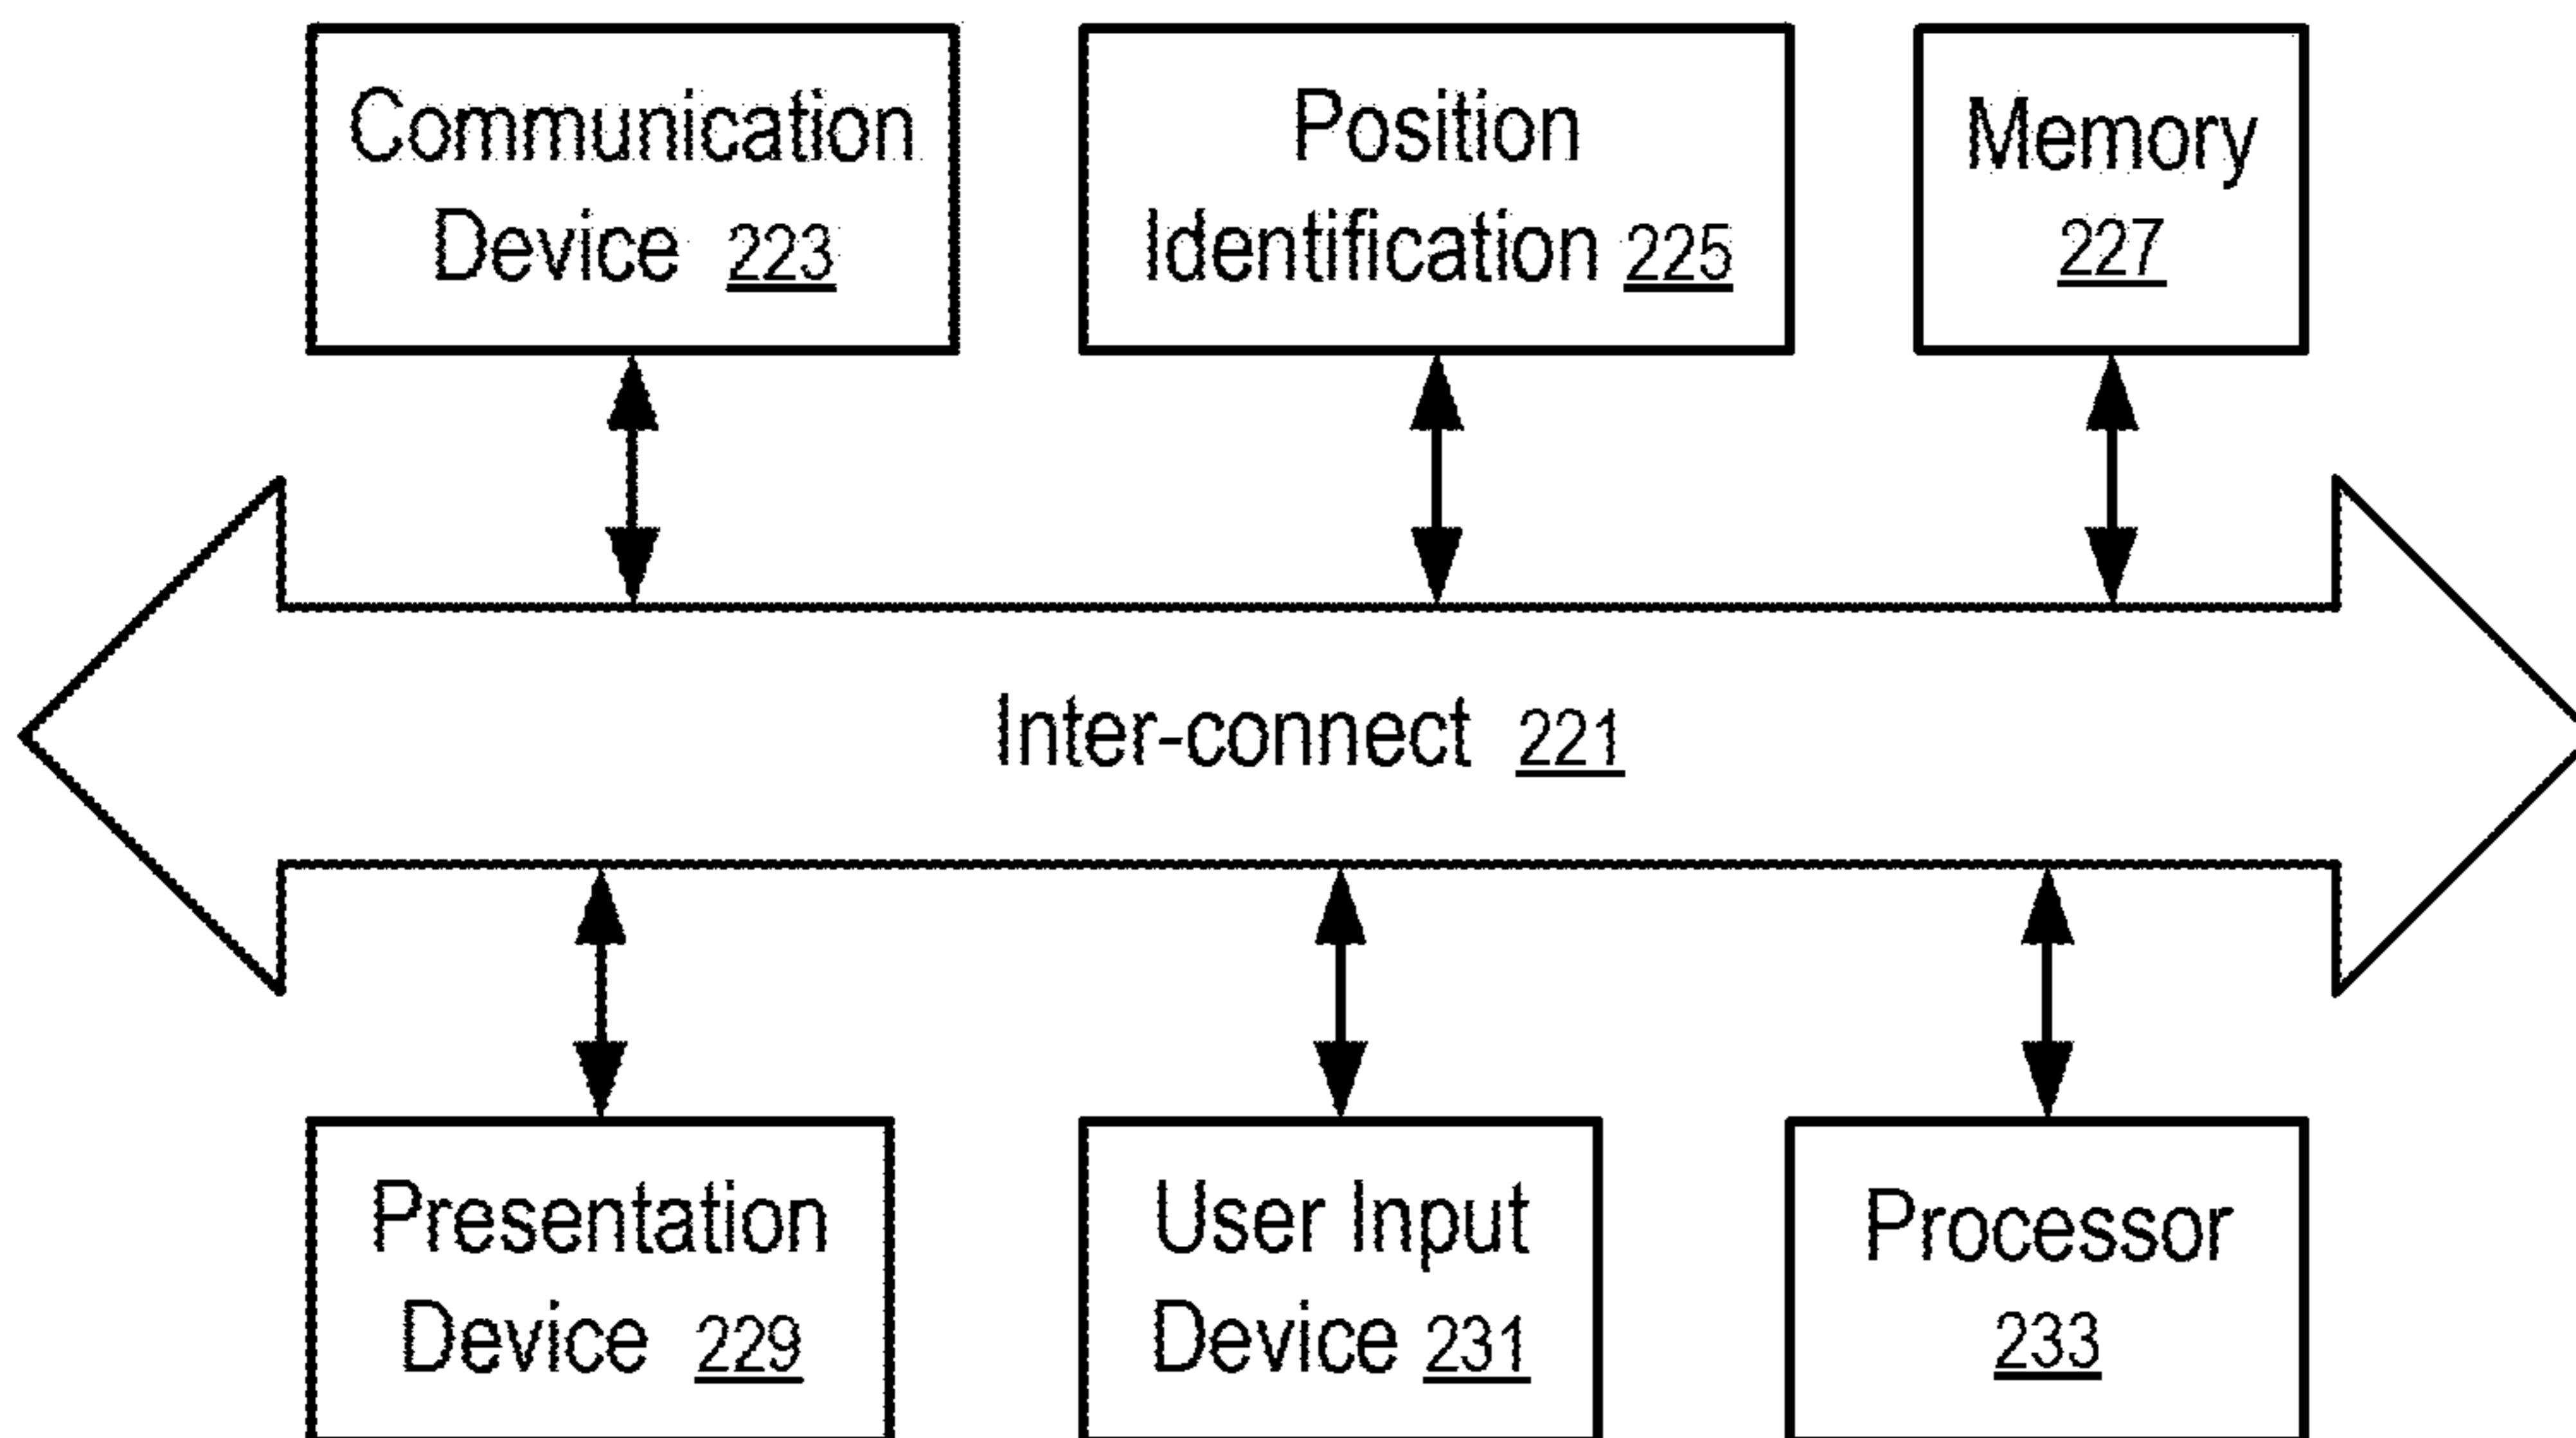 Communication
Device 223
Position
Identification 225
Memory
227
Inter-connect 221
Presentation
Device 229
User Input
Device 231
Processor
233